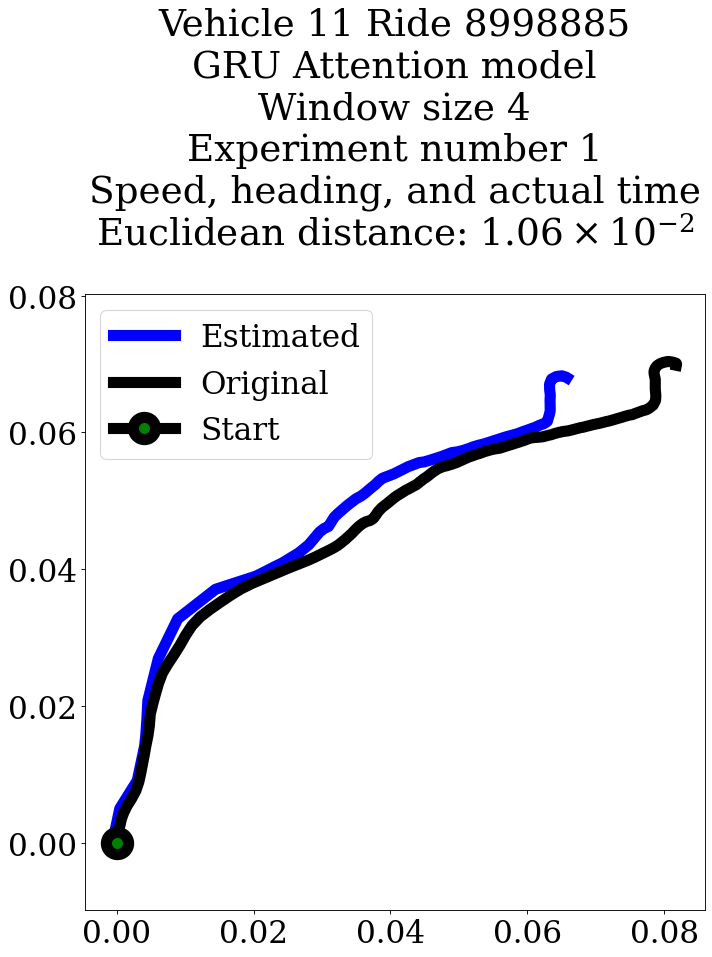 Vehicle 11 Ride 8998885
GRU Attention model
Window size 4
Experiment number 1
Speed, heading, and actual time
Euclidean distance: 1.06 × 10⁻²
0.08
0.06
0.04
0.02
0.00
Estimated
Original
Start
0.00 0.02 0.04 0.06 0.08